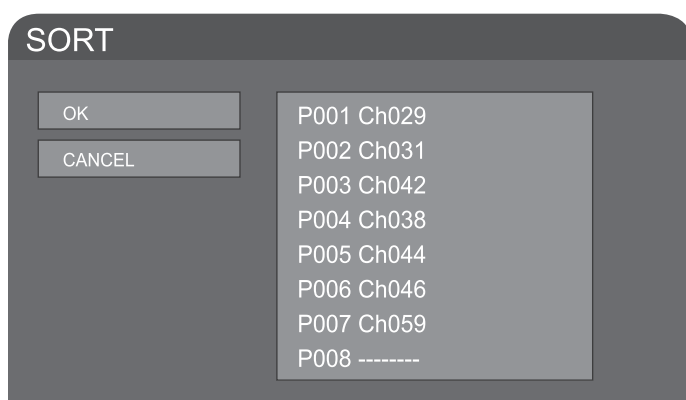 SORT
OK
CANCEL
P001 Ch029
P002 Ch031
P003 Ch042
P004 Ch038
P005 Ch044
P006 Ch046
P007 Ch059
P008 --------